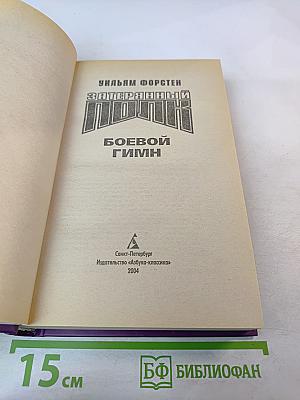 УИЛЬЯМ ФОРСТЕН
ЗАТЕРЯННЫЙ
ПОЛК
БОЕВОЙ
ГИМН
Санкт-Петербург
Издательство «Азбука-классика»
2004
15 см
БФ БИБЛИОФАН